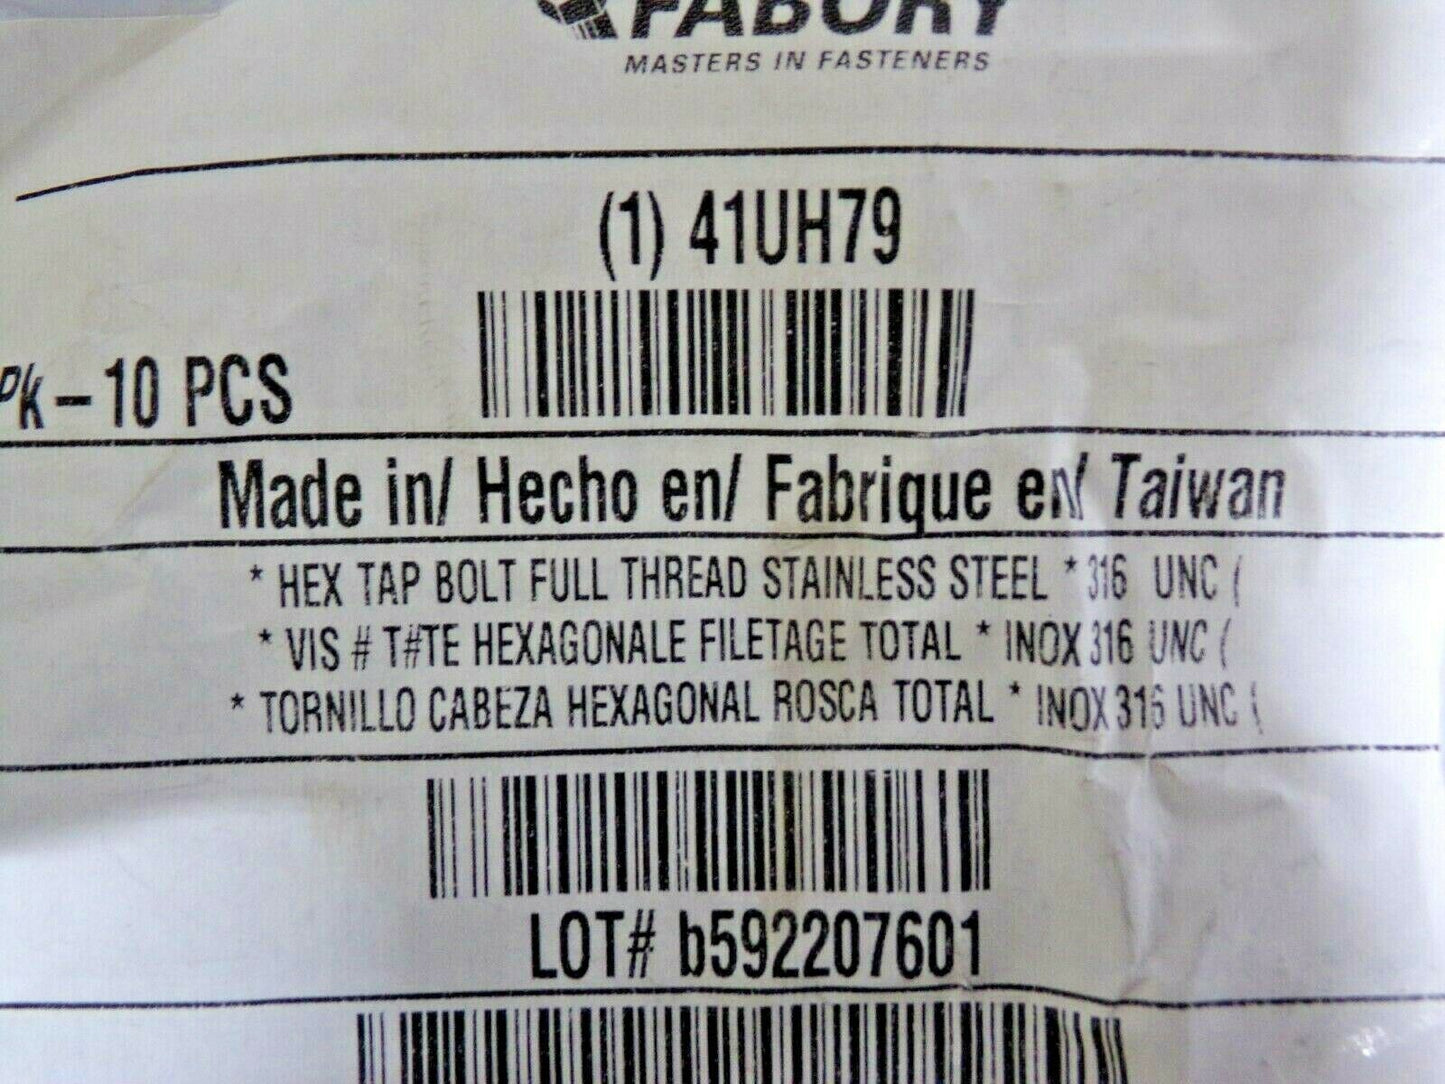 FABORY
MASTERS IN FASTENERS
(1) 41UH79
Pk - 10 PCS
Made in/ Hecho en/ Fabrique en/ Taiwan
* HEX TAP BOLT FULL THREAD STAINLESS STEEL * 316 UNC (
* VIS # T#TE HEXAGONALE FILETAGE TOTAL * INOX 316 UNC (
* TORNILLO CABEZA HEXAGONAL ROSCA TOTAL * INOX 316 UNC (
LOT# b592207601